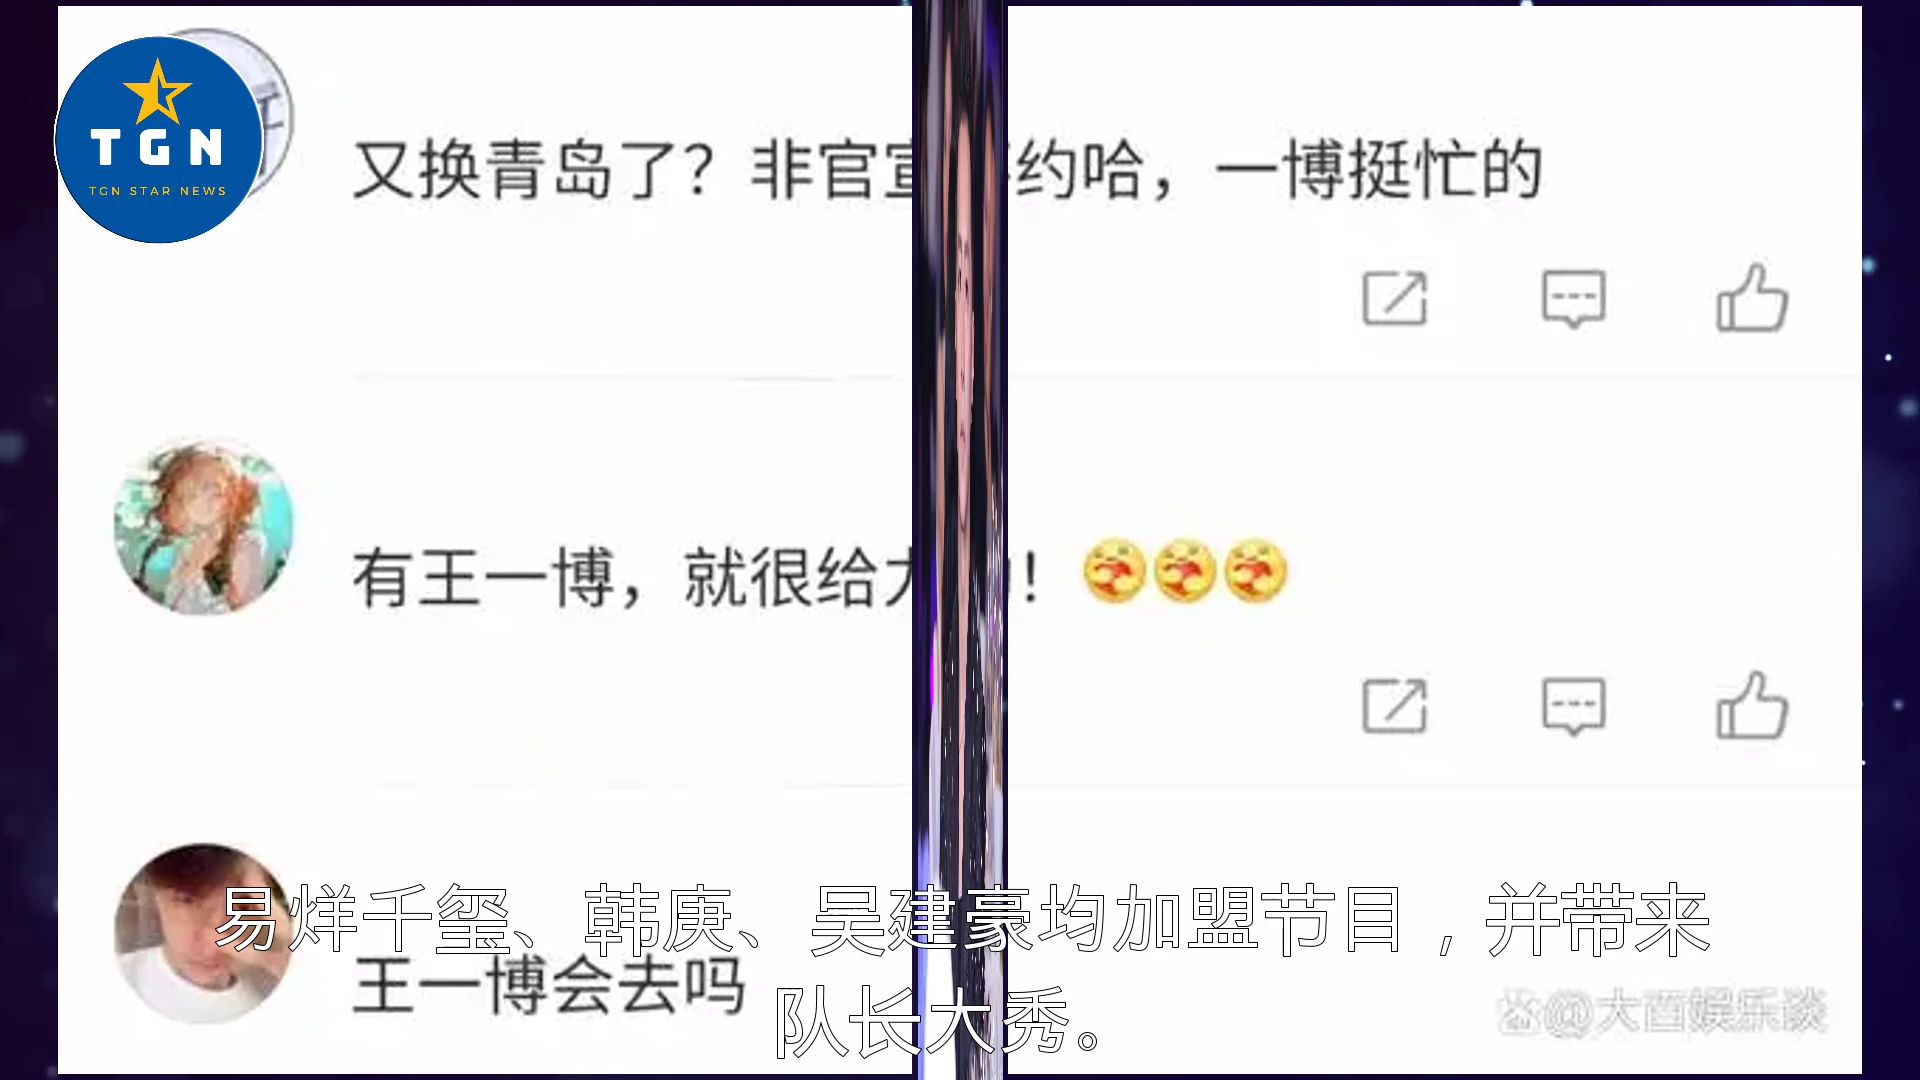 TGN
TGN STAR NEWS
又换青岛了？非官宣不约哈，一博挺忙的
有王一博，就很给力！
王一博会去吗
易烊千玺、韩庚、吴建豪均加盟节目，并带来
队长大秀。
@大酉娱乐谈